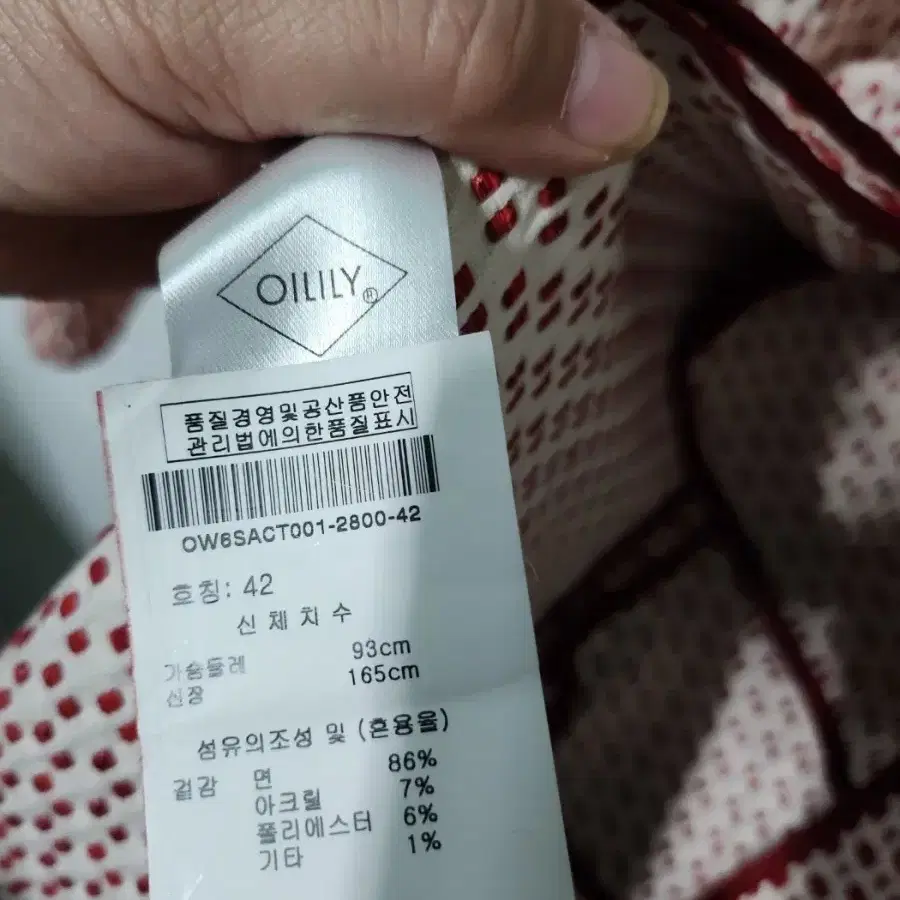 OILILY®
품질경영및공산품안전
관리법에의한품질표시
OW6SACT001-2800-42
호칭: 42
신체치수
가슴둘레 93cm
신장 165cm
섬유의조성 및 (혼용율)
겉감 면 86%
아크릴 7%
폴리에스터 6%
기타 1%